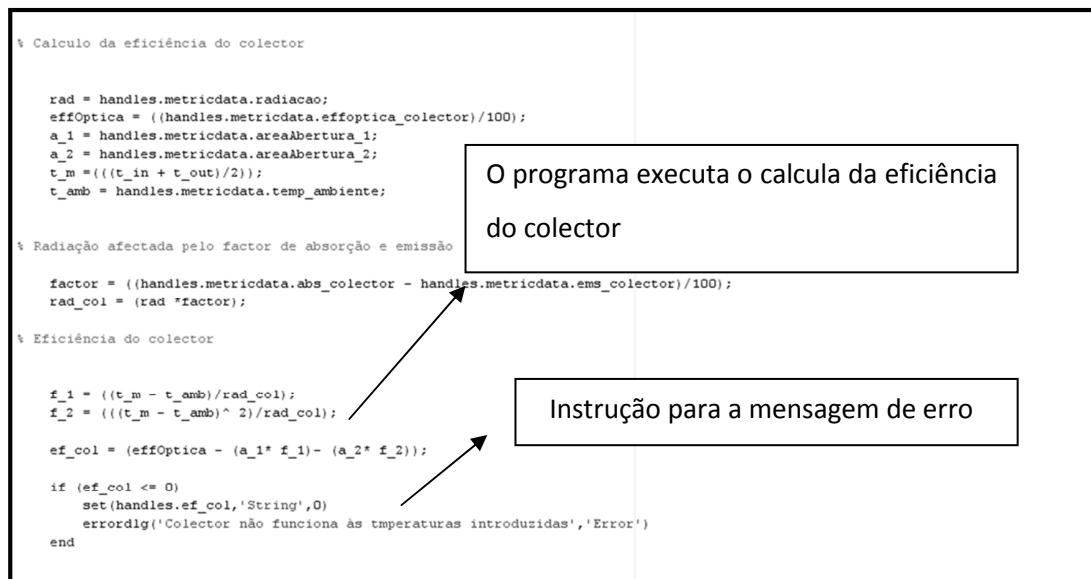 % Calculo da eficiência do colector
rad = handles.metricdata.radiacao;
effOptica = ((handles.metricdata.effoptica_colector)/100);
a_1 = handles.metricdata.areaAbertura_1;
a_2 = handles.metricdata.areaAbertura_2;
t_m =(((t_in + t_out)/2));
t_amb = handles.metricdata.temp_ambiente;
O programa executa o calcula da eficiência
do colector
% Radiação afectada pelo factor de absorção e emissão
factor = ((handles.metricdata.abs_colector - handles.metricdata.ems_colector)/100);
rad_col = (rad *factor);
% Eficiência do colector
f_1 = ((t_m - t_amb)/rad_col);
f_2 = (((t_m - t_amb)^ 2)/rad_col);
Instrução para a mensagem de erro
ef_col = (effOptica - (a_1* f_1)- (a_2* f_2));
if (ef_col <= 0)
set(handles.ef_col,'String',0)
errordlg('Colector não funciona às tmperaturas introduzidas','Error')
end